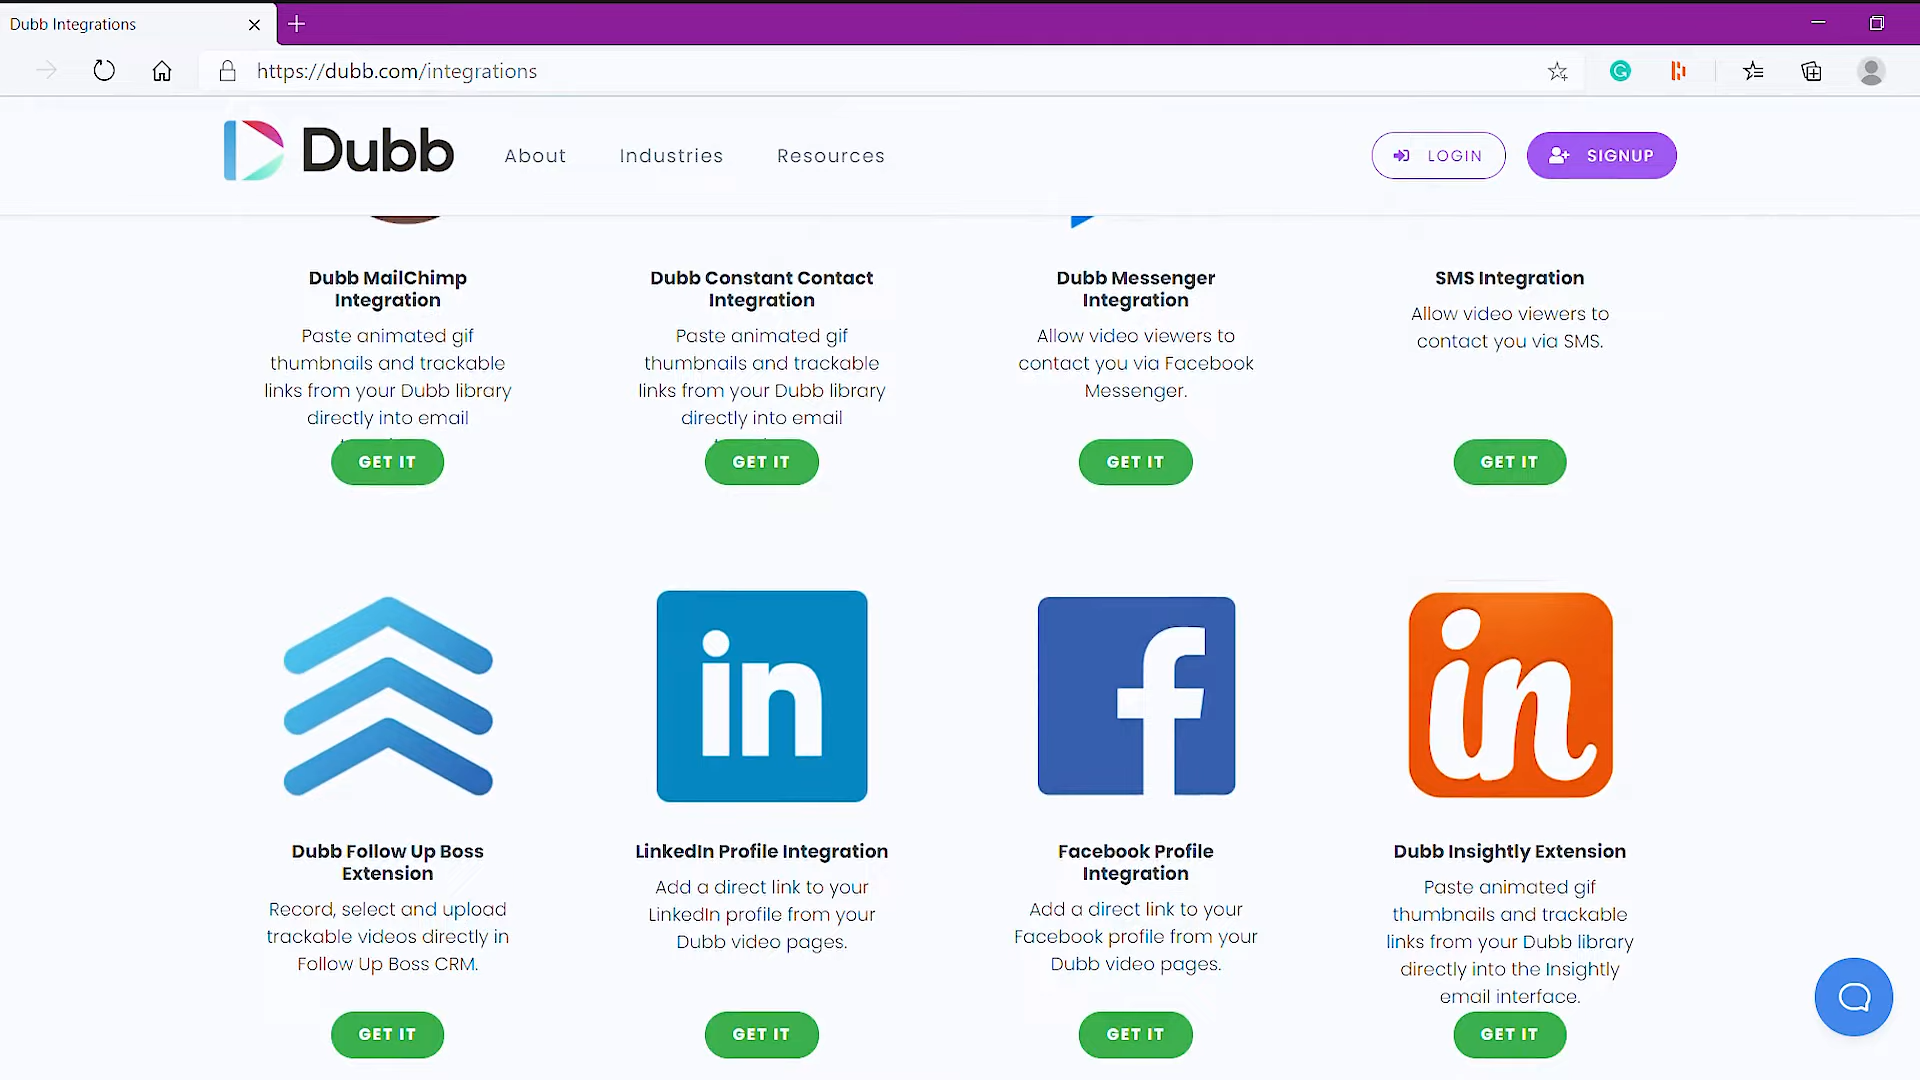 Dubb Integrations
https://dubb.com/integrations
Dubb
About
Industries
Resources
LOGIN
SIGNUP
Dubb MailChimp
Integration
Paste animated gif
thumbnails and trackable
links from your Dubb library
directly into email
GET IT
Dubb Constant Contact
Integration
Paste animated gif
thumbnails and trackable
links from your Dubb library
directly into email
GET IT
Dubb Messenger
Integration
Allow video viewers to
contact you via Facebook
Messenger.
GET IT
SMS Integration
Allow video viewers to
contact you via SMS.
GET IT
in
f
in
Dubb Follow Up Boss
Extension
Record, select and upload
trackable videos directly in
Follow Up Boss CRM.
GET IT
LinkedIn Profile Integration
Add a direct link to your
LinkedIn profile from your
Dubb video pages.
GET IT
Facebook Profile
Integration
Add a direct link to your
Facebook profile from your
Dubb video pages.
GET IT
Dubb Insightly Extension
Paste animated gif
thumbnails and trackable
links from your Dubb library
directly into the Insightly
email interface.
GET IT